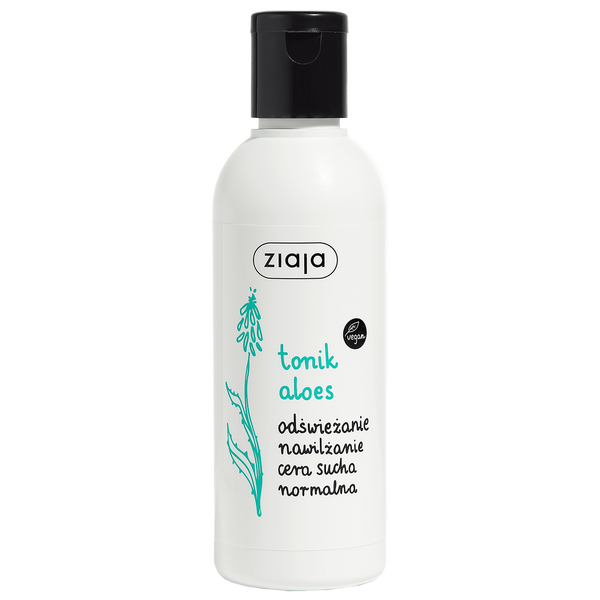 ziaja
vegan
tonik
aloes
odświeżanie
nawilżanie
cera sucha
normalna